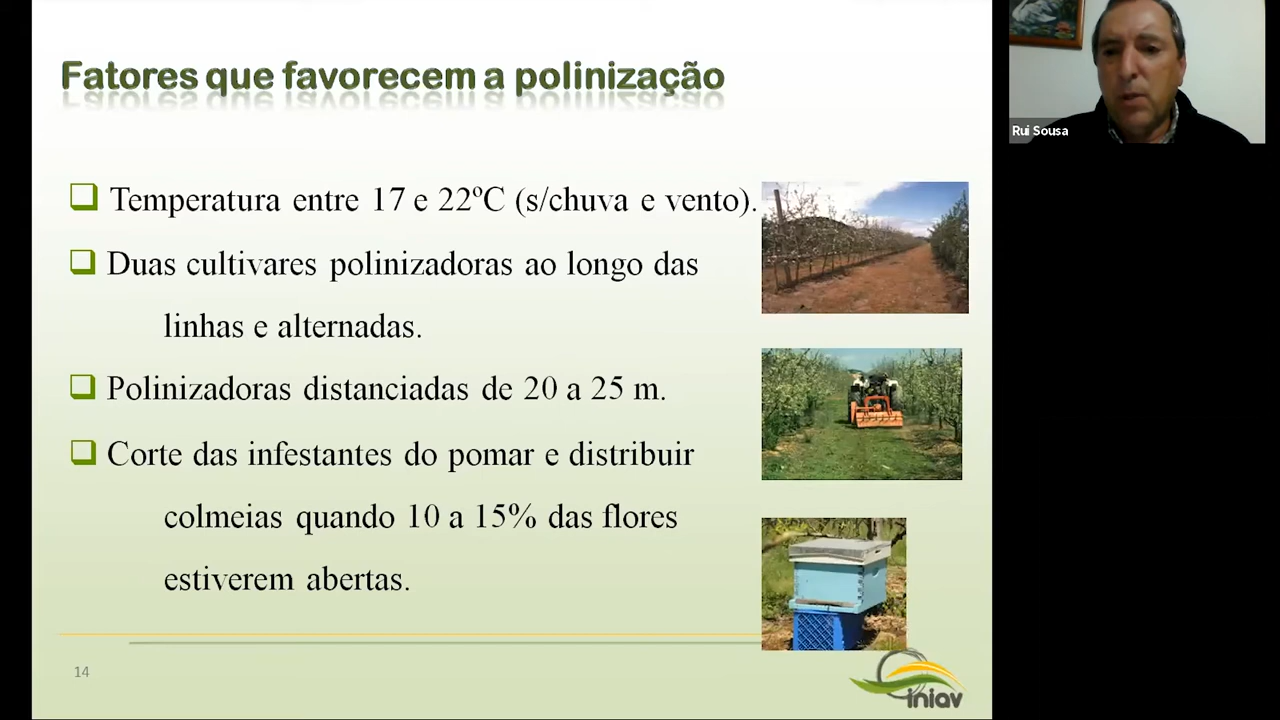 Fatores que favorecem a polinização
Rui Sousa
Temperatura entre 17 e 22ºC (s/chuva e vento).
Duas cultivares polinizadoras ao longo das
linhas e alternadas.
Polinizadoras distanciadas de 20 a 25 m.
Corte das infestantes do pomar e distribuir
colmeias quando 10 a 15% das flores
estiverem abertas.
14
iniav